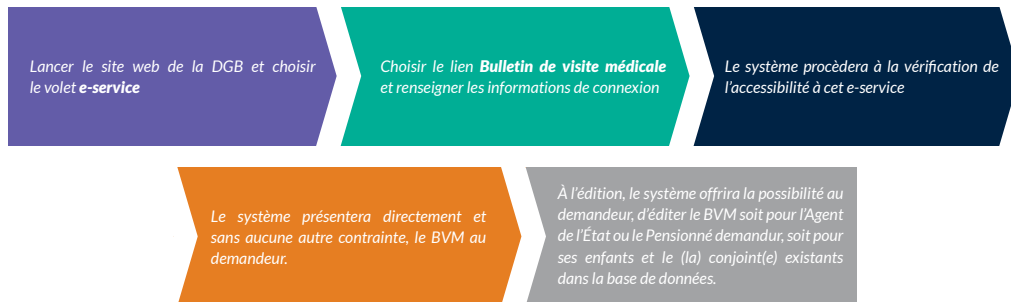 Lancer le site web de la DGB et choisir
le volet e-service
Choisir le lien Bulletin de visite médicale
et renseigner les informations de connexion
Le système procèdera à la vérification de
l'accessibilité à cet e-service
Le système présentera directement et
sans aucune autre contrainte, le BVM au
demandeur.
À l'édition, le système offrira la possibilité au
demandeur, d'éditer le BVM soit pour l'Agent
de l'État ou le Pensionné demandur, soit pour
ses enfants et le (la) conjoint(e) existants
dans la base de données.